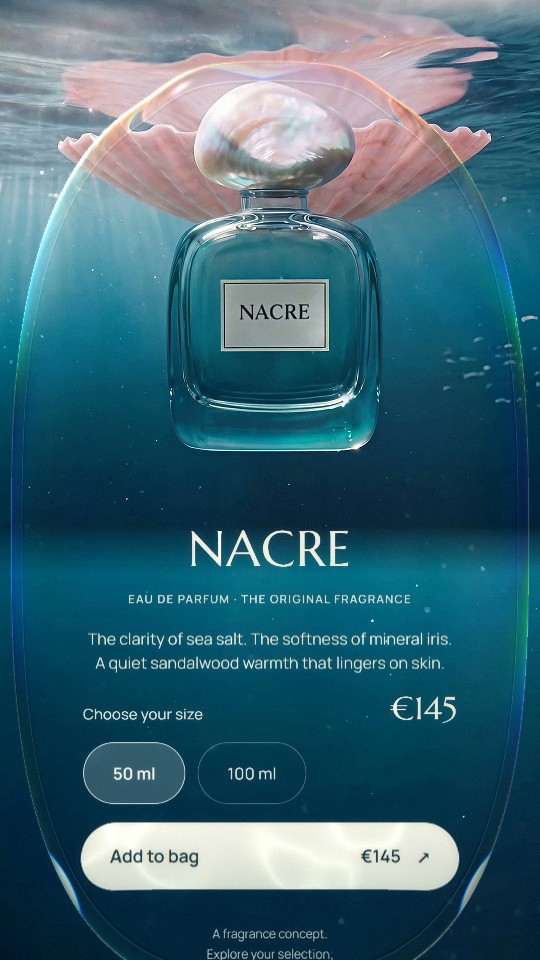 NACRE
NACRE
EAU DE PARFUM · THE ORIGINAL FRAGRANCE
The clarity of sea salt. The softness of mineral iris.
A quiet sandalwood warmth that lingers on skin.
Choose your size
€145
50 ml
100 ml
Add to bag €145 ↗
A fragrance concept.
Explore your selection,